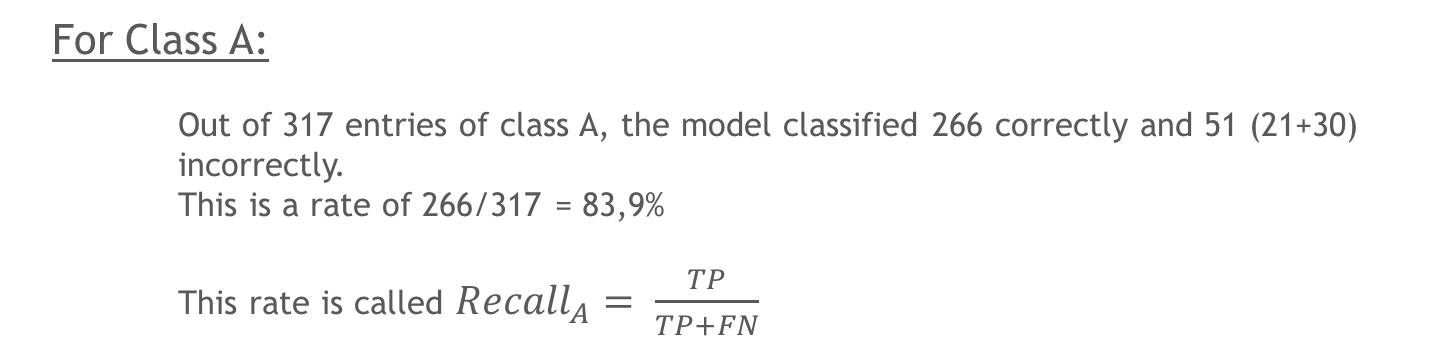 For Class A:
Out of 317 entries of class A, the model classified 266 correctly and 51 (21+30)
incorrectly.
This is a rate of 266/317 = 83,9%
This rate is called Recall_A = TP / TP+FN